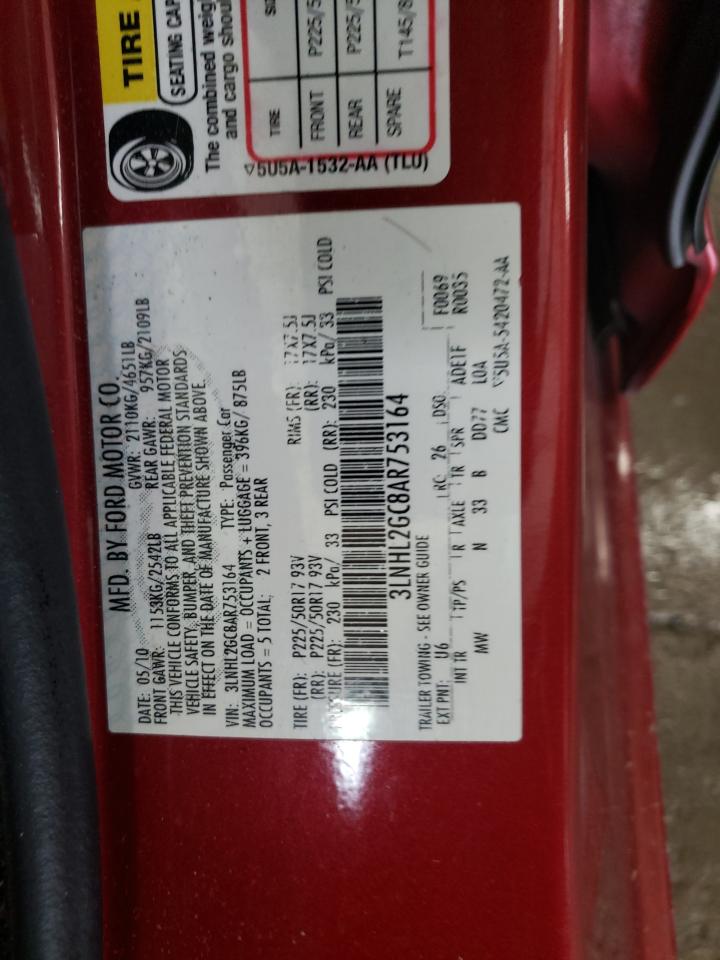 MFD. BY FORD MOTOR CO.
DATE: 05/10 GVWR: 2110KG/4651LB
FRONT GAWR: 1153KG/2542LB REAR GAWR: 957KG/2109LB
THIS VEHICLE CONFORMS TO ALL APPLICABLE FEDERAL MOTOR
VEHICLE SAFETY, BUMPER, AND THEFT PREVENTION STANDARDS
IN EFFECT ON THE DATE OF MANUFACTURE SHOWN ABOVE.
VIN: 3LNHL2GC8AR753164 TYPE: Passenger Car
MAXIMUM LOAD = OCCUPANTS + LUGGAGE = 396KG/ 875LB
OCCUPANTS = 5 TOTAL; 2 FRONT, 3 REAR
TIRE (FR): P225/50R17 93V RIMS (FR): 17X7.5J
(RR): P225/50R17 93V (RR): 17X7.5J
(FR): 230 kPa/ 33 PSI COLD (RR): 230 kPa/ 33 PSI COLD
3LNHL2GC8AR753164
TRAILER TOWING - SEE OWNER GUIDE
EXT PNT: U6 RC: 26 DSO: F0069
R0035
INT TR TP/PS R AXLE TR SPR ADE1F
MW N 33 B DD77 LOA
CMC ▽5U5A-5420472-AA
TIRE
SEATING CAP
The combined weig
and cargo shou
TIRE SI
FRONT P225/5
REAR P225/5
SPARE T145/8
▽5U5A-1532-AA (TLU)